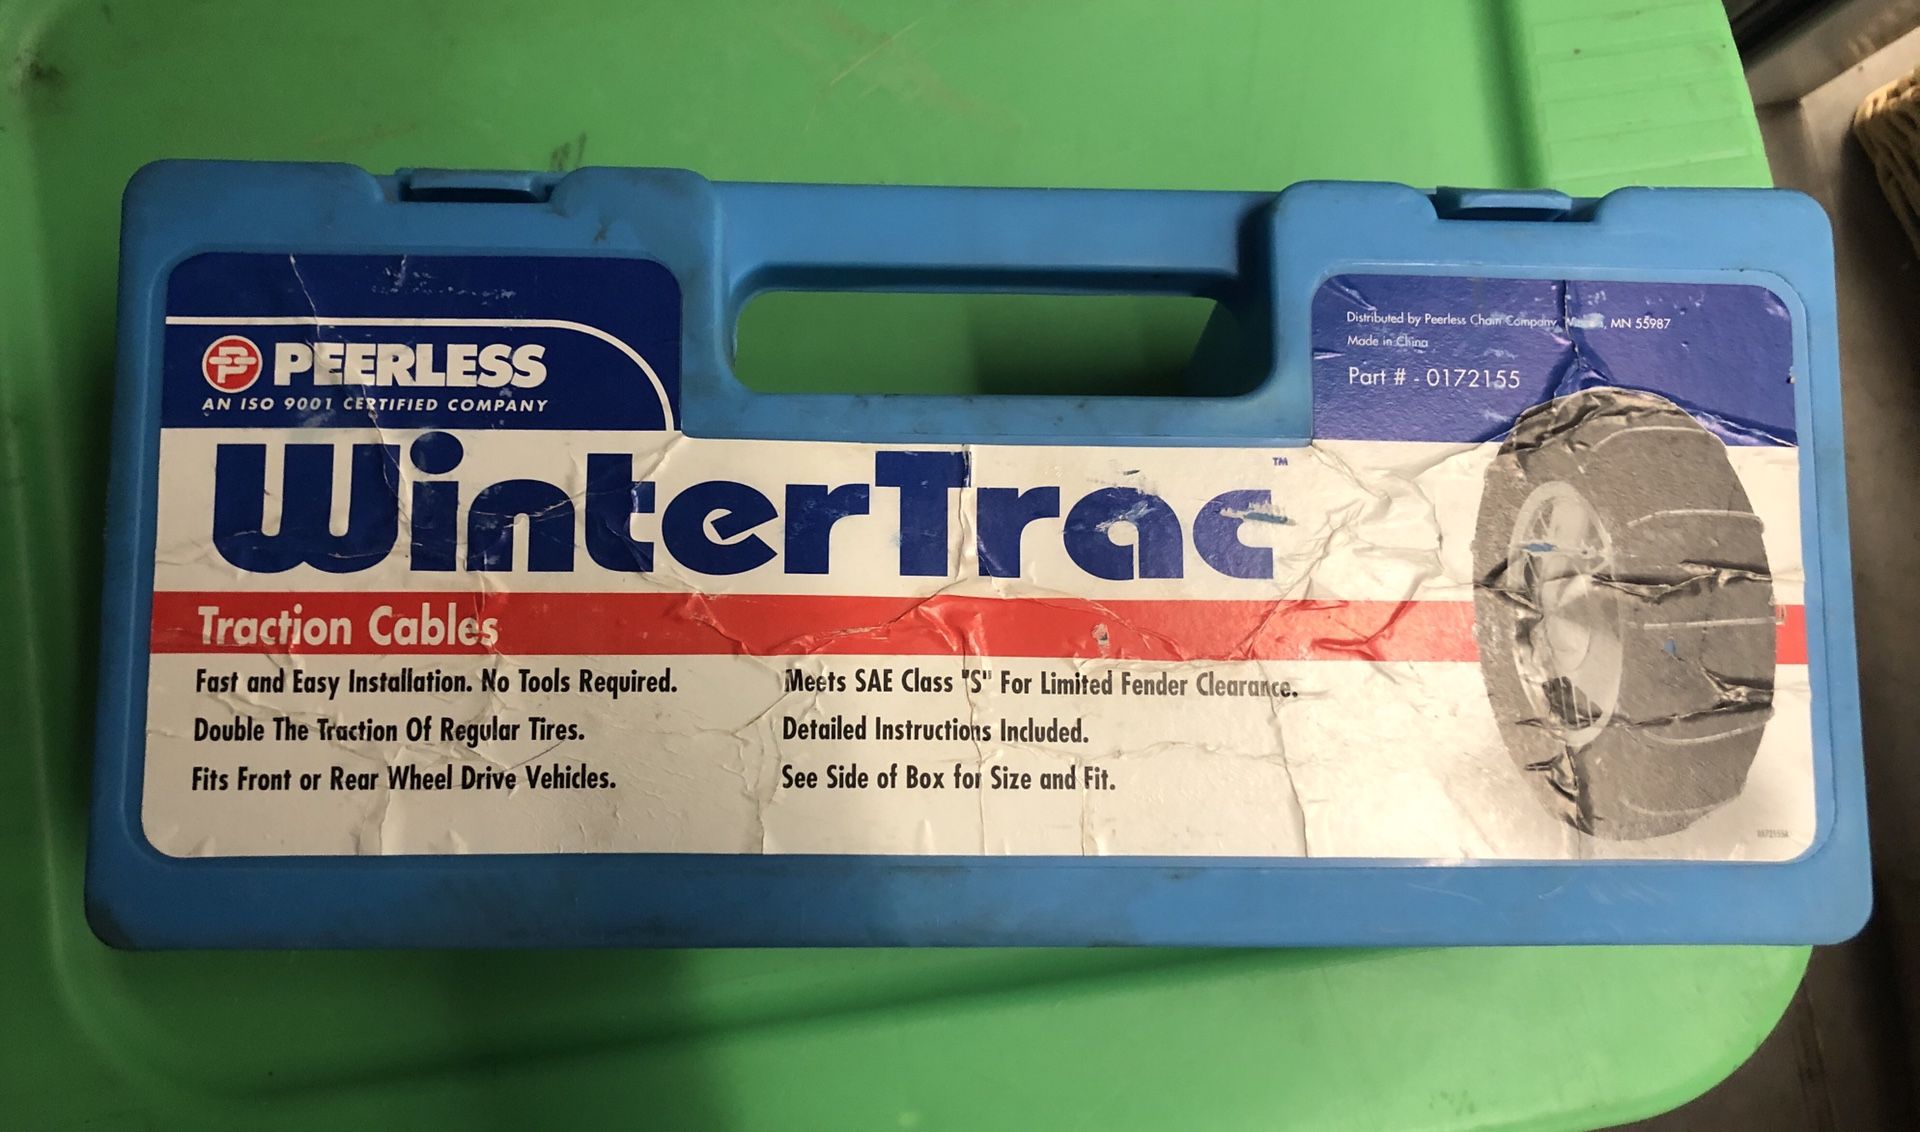 PEERLESS
AN ISO 9001 CERTIFIED COMPANY
WinterTrac™
Traction Cables
Fast and Easy Installation. No Tools Required.
Double The Traction Of Regular Tires.
Fits Front or Rear Wheel Drive Vehicles.
Meets SAE Class "S" For Limited Fender Clearance.
Detailed Instructions Included.
See Side of Box for Size and Fit.
Distributed by Peerless Chain Company, MN 55987
Made in China
Part # - 0172155